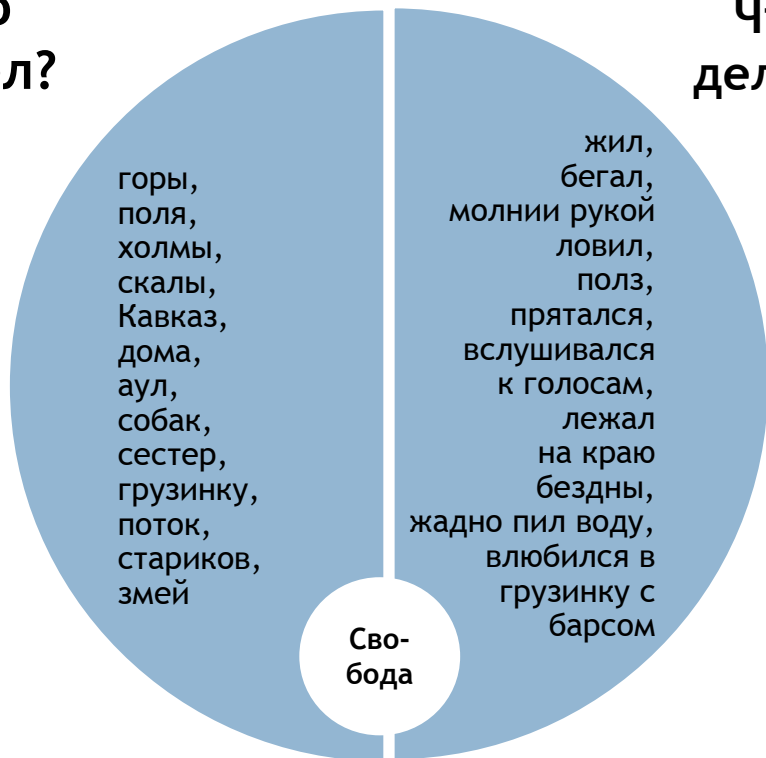 л?
дел
горы,
поля,
холмы,
скалы,
Кавказ,
дома,
аул,
собак,
сестер,
грузинку,
поток,
стариков,
змей
жил,
бегал,
молнии рукой
ловил,
полз,
прятался,
вслушивался
к голосам,
лежал
на краю
бездны,
жадно пил воду,
влюбился в
грузинку с
барсом
Сво-
бода